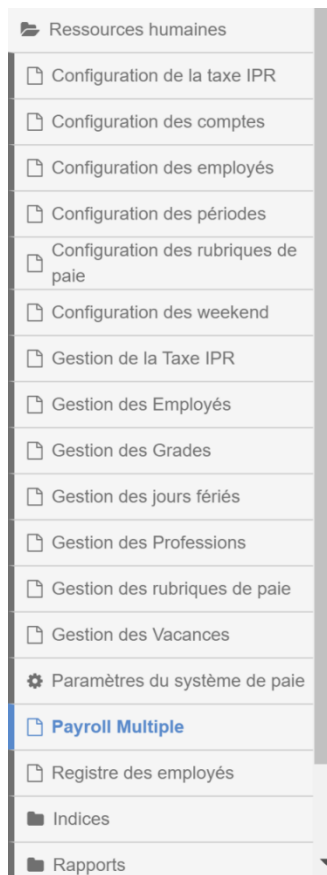 Ressources humaines
Configuration de la taxe IPR
Configuration des comptes
Configuration des employés
Configuration des périodes
Configuration des rubriques de
paie
Configuration des weekend
Gestion de la Taxe IPR
Gestion des Employés
Gestion des Grades
Gestion des jours fériés
Gestion des Professions
Gestion des rubriques de paie
Gestion des Vacances
Paramètres du système de paie
Payroll Multiple
Registre des employés
Indices
Rapports